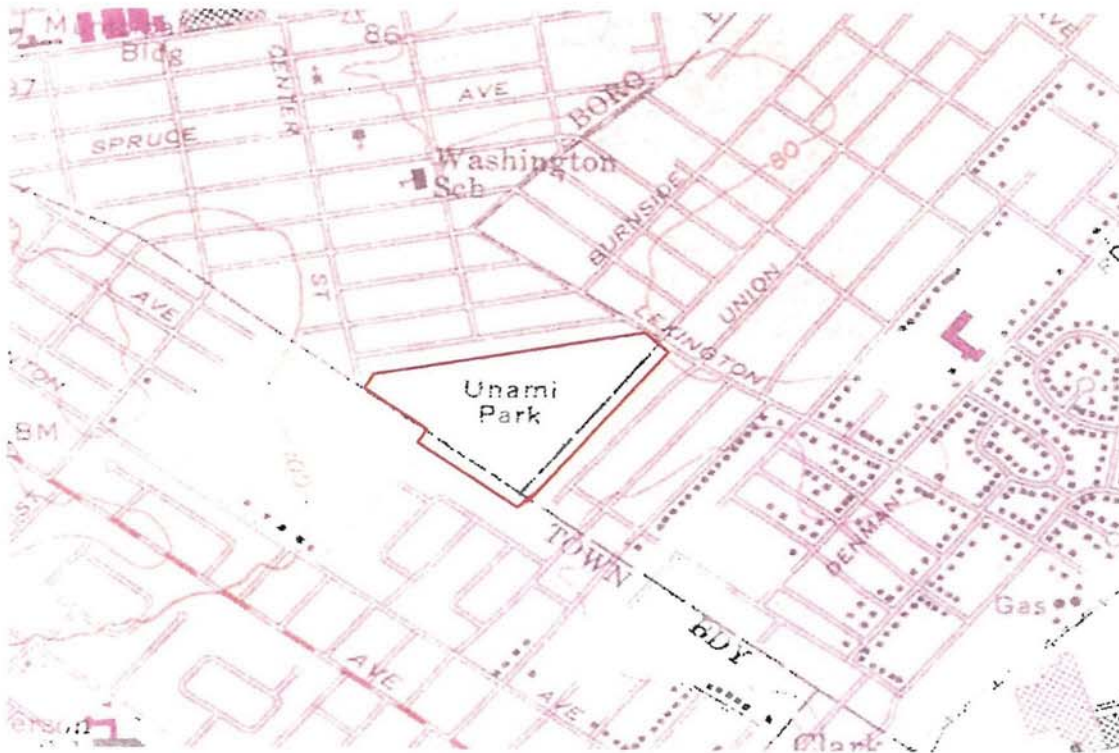 Bldg
86
CENTER
AVE
BORO
SPRUCE
Washington
Sch
80
BURNSIDE
ST
UNION
AVE
LEXINGTON
Unami
Park
BM
TOWN
DENMAN
Gas
BDY
AVE
AVE
Clark